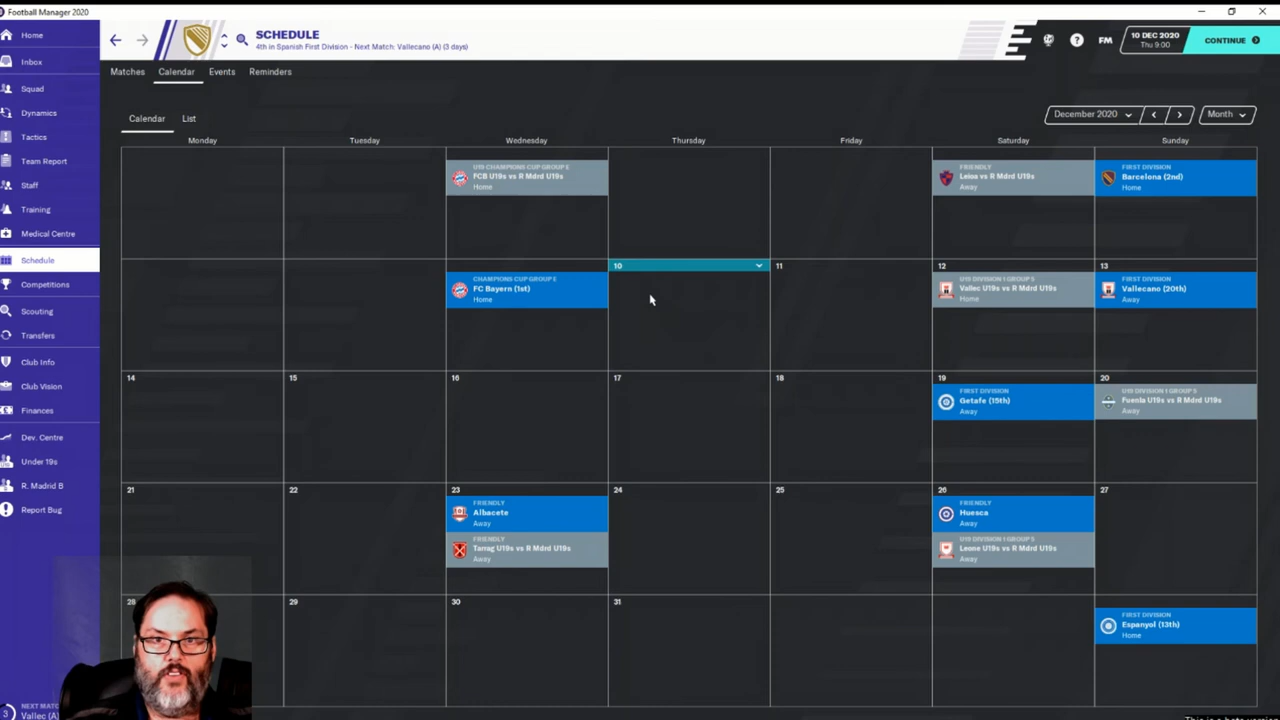 Football Manager 2020
Home
Inbox
Squad
Dynamics
Tactics
Team Report
Staff
Training
Medical Centre
Schedule
Competitions
Scouting
Transfers
Club Info
Club Vision
Finances
Dev. Centre
Under 19s
R. Madrid B
Report Bug
3
NEXT MATC
Vallec (A)
SCHEDULE
4th in Spanish First Division - Next Match: Vallecano (A) (3 days)
?
FM
10 DEC 2020
Thu 9:00
CONTINUE
Matches Calendar Events Reminders
Calendar List
December 2020
Month
Monday Tuesday Wednesday Thursday Friday Saturday Sunday
U19 CHAMPIONS CUP GROUP E
FCB U19s vs R Mdrd U19s
Home
FRIENDLY
Leioa vs R Mdrd U19s
Away
FIRST DIVISION
Barcelona (2nd)
Home
CHAMPIONS CUP GROUP E
FC Bayern (1st)
Home
10
11
12
U19 DIVISION 1 GROUP 5
Vallec U19s vs R Mdrd U19s
Home
13
FIRST DIVISION
Vallecano (20th)
Away
14
15
16
17
18
19
FIRST DIVISION
Getafe (15th)
Away
20
U19 DIVISION 1 GROUP 5
Fuenla U19s vs R Mdrd U19s
Away
21
22
23
FRIENDLY
Albacete
Away
FRIENDLY
Tarrag U19s vs R Mdrd U19s
Away
24
25
26
FRIENDLY
Huesca
Away
U19 DIVISION 1 GROUP 5
Leone U19s vs R Mdrd U19s
Away
27
28
29
30
31
FIRST DIVISION
Espanyol (13th)
Home